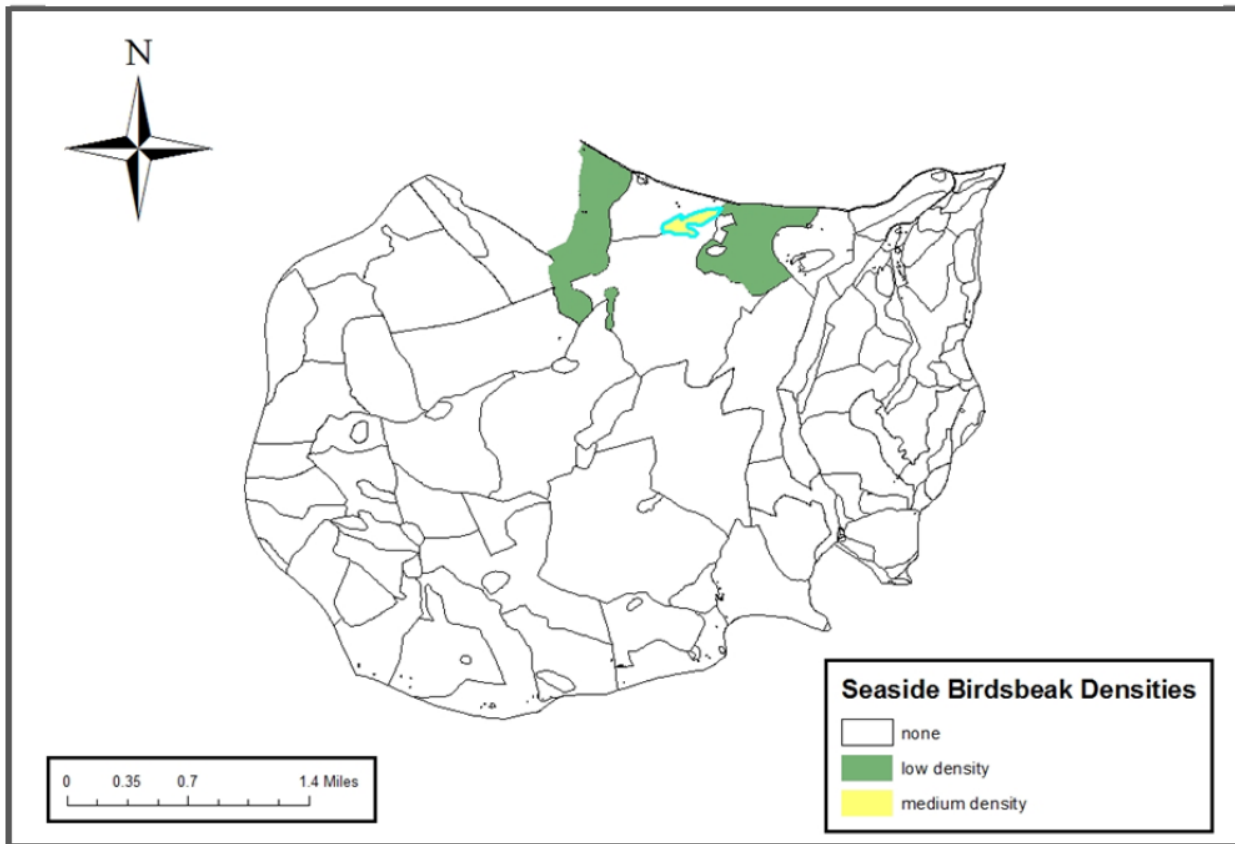 N
Seaside Birdsbeak Densities
none
low density
medium density
0 0.35 0.7 1.4 Miles